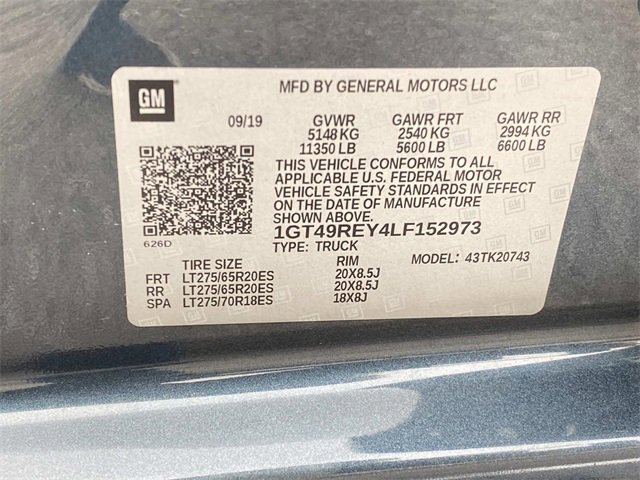 GM
MFD BY GENERAL MOTORS LLC
09/19 GVWR GAWR FRT GAWR RR
5148 KG 2540 KG 2994 KG
11350 LB 5600 LB 6600 LB
THIS VEHICLE CONFORMS TO ALL
APPLICABLE U.S. FEDERAL MOTOR
VEHICLE SAFETY STANDARDS IN EFFECT
ON THE DATE OF MANUFACTURE
SHOWN ABOVE.
1GT49REY4LF152973
626D
TYPE: TRUCK MODEL: 43TK20743
TIRE SIZE RIM
FRT LT275/65R20ES 20X8.5J
RR LT275/65R20ES 20X8.5J
SPA LT275/70R18ES 18X8J